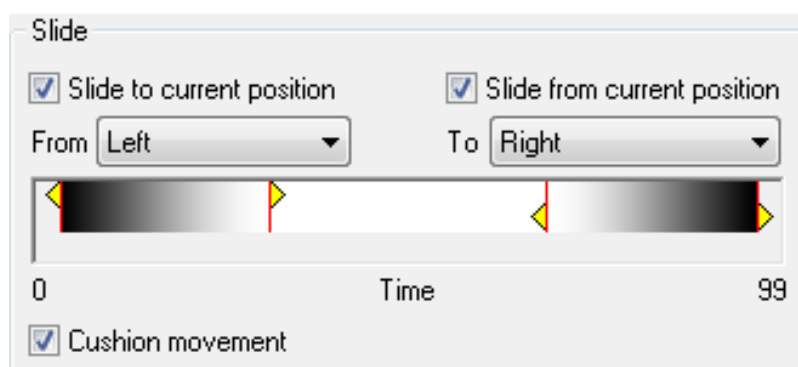 Slide
Slide to current position Slide from current position
From Left To Right
0 Time 99
Cushion movement